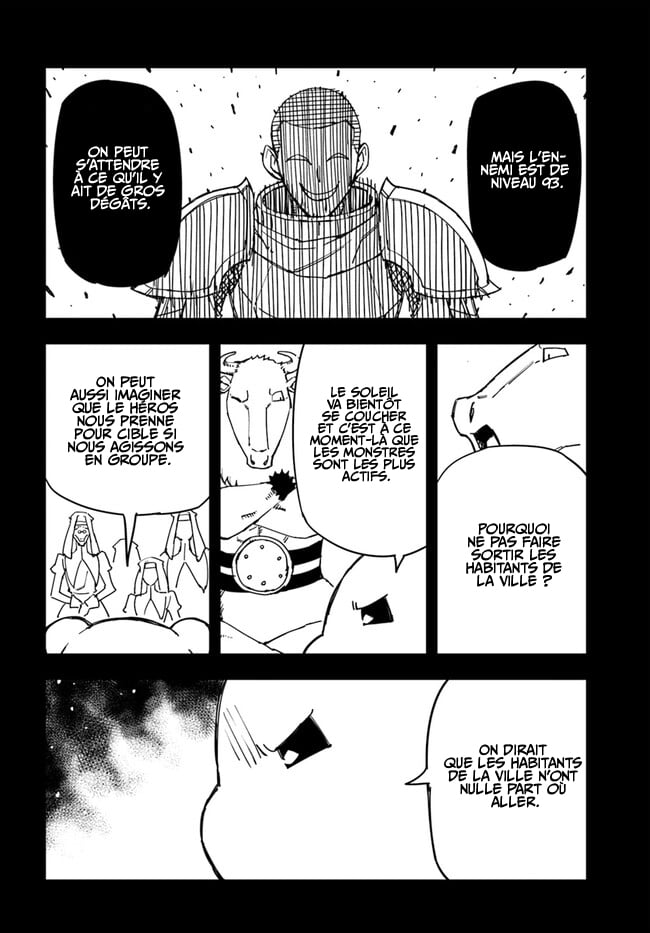 MAIS L'EN-
NEMI EST DE
NIVEAU 93.
ON PEUT
S'ATTENDRE
À CE QU'IL Y
AIT DE GROS
DÉGÂTS.
POURQUOI
NE PAS FAIRE
SORTIR LES
HABITANTS DE
LA VILLE ?
LE SOLEIL
VA BIENTÔT
SE COUCHER
ET C'EST À CE
MOMENT-LÀ QUE
LES MONSTRES
SONT LES PLUS
ACTIFS.
ON PEUT
AUSSI IMAGINER
QUE LE HÉROS
NOUS PRENNE
POUR CIBLE SI
NOUS AGISSONS
EN GROUPE.
ON DIRAIT
QUE LES HABITANTS
DE LA VILLE N'ONT
NULLE PART OÙ
ALLER.